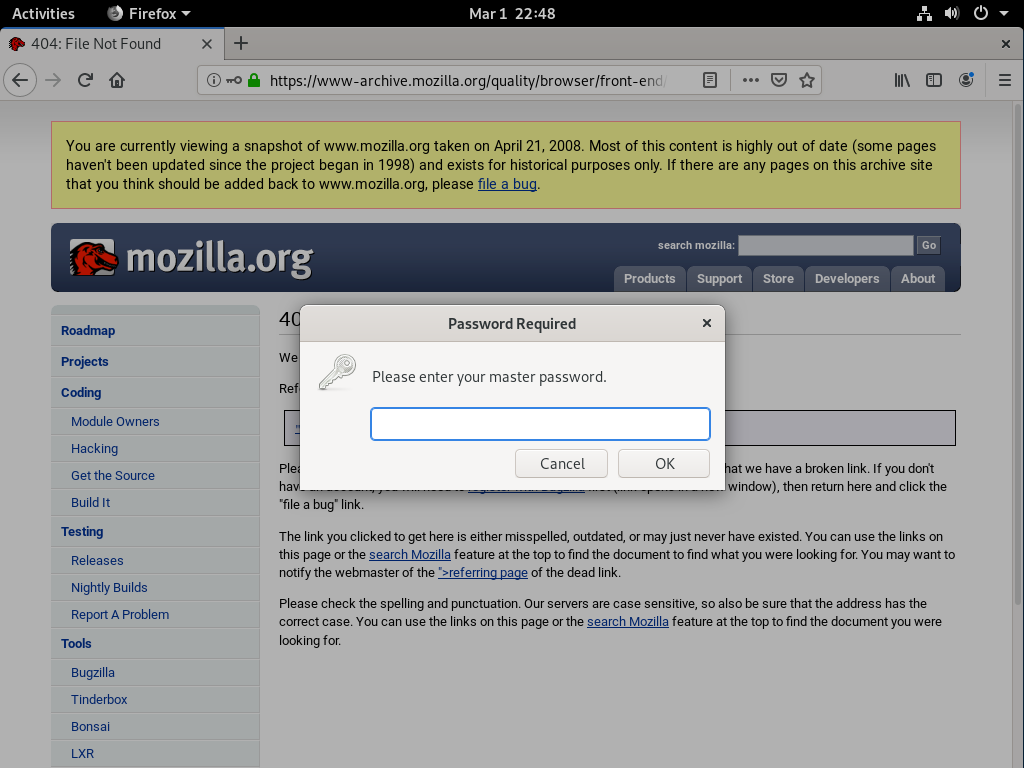 Activities
Firefox
Mar 1 22:48
404: File Not Found
https://www-archive.mozilla.org/quality/browser/front-end/
You are currently viewing a snapshot of www.mozilla.org taken on April 21, 2008. Most of this content is highly out of date (some pages
haven't been updated since the project began in 1998) and exists for historical purposes only. If there are any pages on this archive site
that you think should be added back to www.mozilla.org, please file a bug.
mozilla.org
search mozilla:
Go
Products
Support
Store
Developers
About
Roadmap
Projects
Coding
Module Owners
Hacking
Get the Source
Build It
Testing
Releases
Nightly Builds
Report A Problem
Tools
Bugzilla
Tinderbox
Bonsai
LXR
40
We
Ref
Password Required
Please enter your master password.
Cancel
OK
Plea hat we have a broken link. If you don't
window), then return here and click the
"file a bug" link.
The link you clicked to get here is either misspelled, outdated, or may just never have existed. You can use the links on
this page or the search Mozilla feature at the top to find the document to find what you were looking for. You may want to
notify the webmaster of the ">referring page of the dead link.
Please check the spelling and punctuation. Our servers are case sensitive, so also be sure that the address has the
correct case. You can use the links on this page or the search Mozilla feature at the top to find the document you were
looking for.